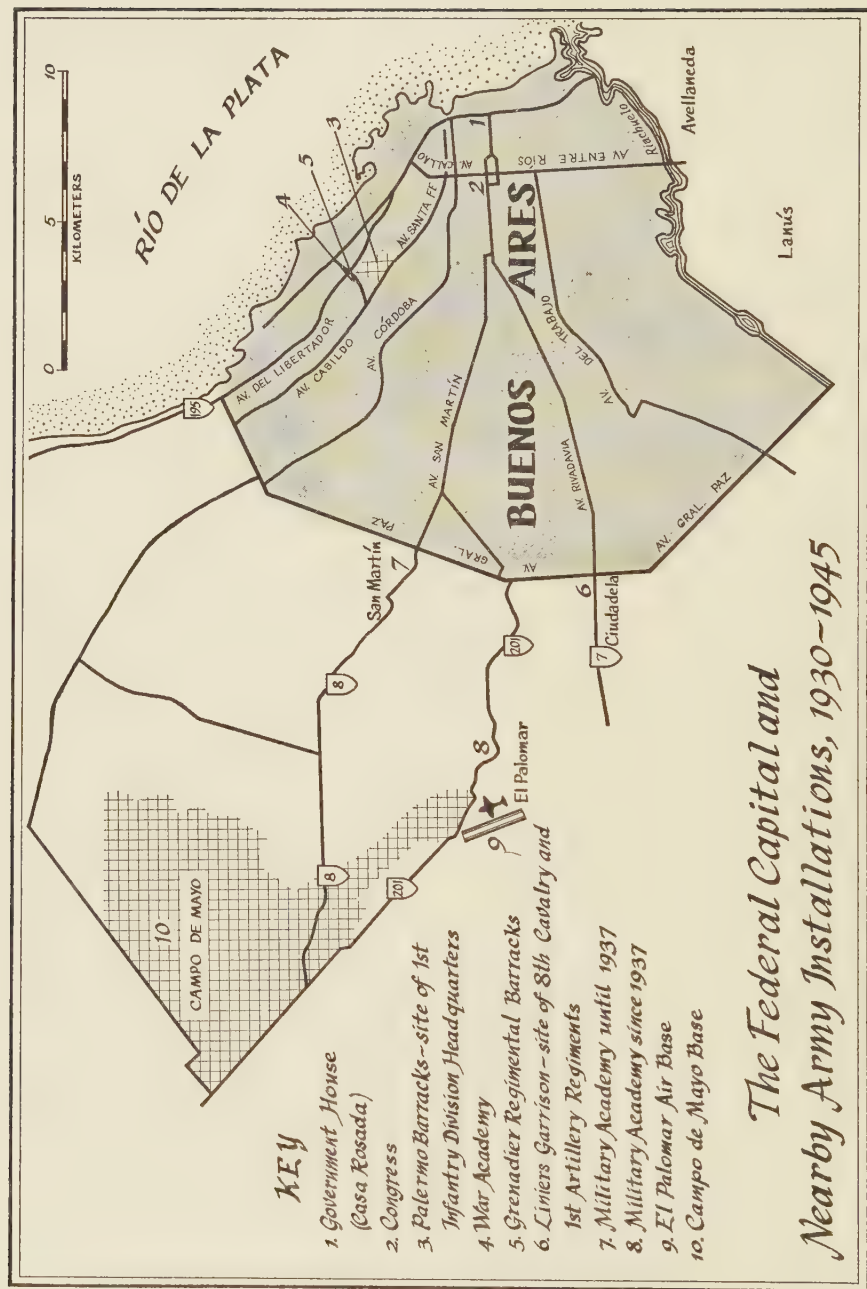 The Federal Capital and
Nearby Army Installations, 1930–1945
KEY
1. Government House
(Casa Rosada)
2. Congress
3. Palermo Barracks–site of 1st
Infantry Division Headquarters
4. War Academy
5. Grenadier Regimental Barracks
6. Liniers Garrison–site of 8th Cavalry and
1st Artillery Regiments
7. Military Academy until 1937
8. Military Academy since 1937
9. El Palomar Air Base
10. Campo de Mayo Base
0 5 10
KILOMETERS
RÍO DE LA PLATA
4
5
3
195
AV. DEL LIBERTADOR
AV. CABILDO
AV. SANTA FF
AV. CALLAO
AV. CÓRDOBA
AV. SAN MARTÍN
1
2
AV ENTRE RÍOS
BUENOS AIRES
AV. RIVADAVIA
AV. DEL TRABAJO
AV. GRAL. PAZ
AV. GRAL. PAZ
Riachuelo
Avellaneda
Lanús
San Martín
7
8
10
CAMPO DE MAYO
8
201
9
El Palomar
8
201
6
7
Ciudadela